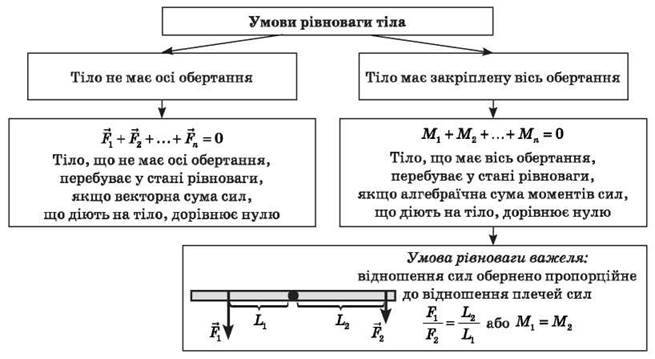 Умови рівноваги тіла
Тіло не має осі обертання
Тіло має закріплену вісь обертання
F⃗₁ + F⃗₂ + … + F⃗ₙ = 0
Тіло, що не має осі обертання,
перебуває у стані рівноваги,
якщо векторна сума сил,
що діють на тіло, дорівнює нулю
M₁ + M₂ + … + Mₙ = 0
Тіло, що має вісь обертання,
перебуває у стані рівноваги,
якщо алгебраїчна сума моментів сил,
що діють на тіло, дорівнює нулю
Умова рівноваги важеля:
відношення сил обернено пропорційне
до відношення плечей сил
F₁/F₂ = L₂/L₁ або M₁ = M₂
F⃗₁ L₁ L₂ F⃗₂